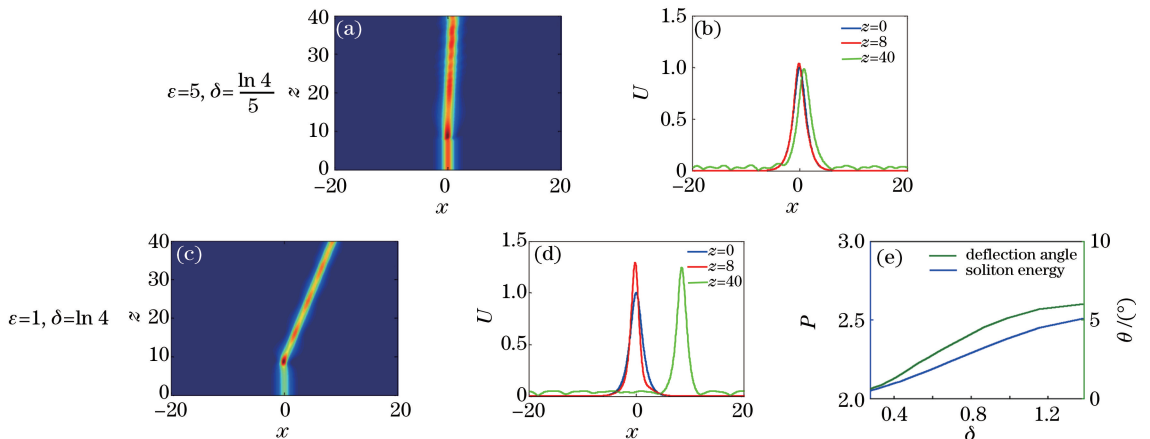 (a)
40
30
20
10
0
z
−20
0
20
x
ε=5, δ= ln 4/5
(b)
z=0
z=8
z=40
1.5
1.0
0.5
0
U
−20
0
20
x
(c)
40
30
20
10
0
z
−20
0
20
x
ε=1, δ=ln 4
(d)
z=0
z=8
z=40
1.5
1.0
0.5
0
U
−20
0
20
x
(e)
deflection angle
soliton energy
3.0
2.5
2.0
P
10
5
0
θ /(°)
0.4
0.8
1.2
δ